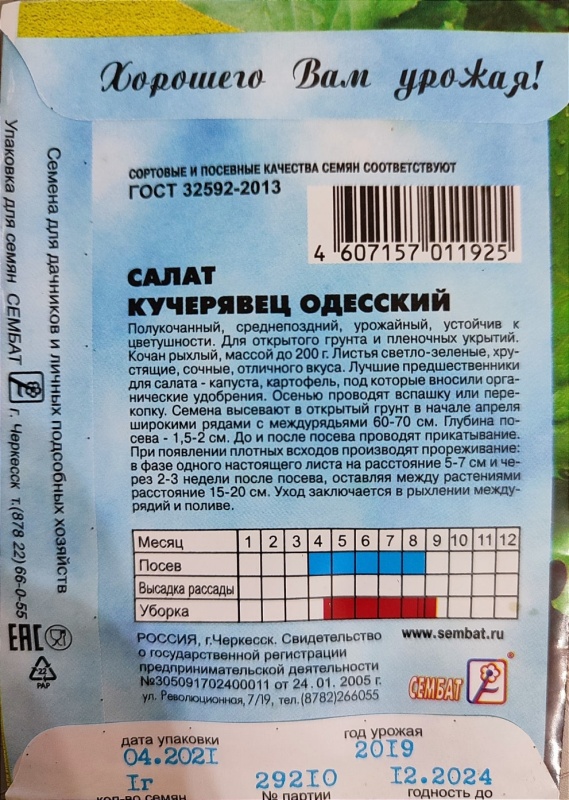 Хорошего Вам урожая!
СОРТОВЫЕ И ПОСЕВНЫЕ КАЧЕСТВА СЕМЯН СООТВЕТСТВУЮТ
ГОСТ 32592-2013
4 607157 011925
САЛАТ
КУЧЕРЯВЕЦ ОДЕССКИЙ
Полукочанный, среднепоздний, урожайный, устойчив к
цветушности. Для открытого грунта и пленочных укрытий.
Кочан рыхлый, массой до 200 г. Листья светло-зеленые, хру-
стящие, сочные, отличного вкуса. Лучшие предшественники
для салата - капуста, картофель, под которые вносили орга-
нические удобрения. Осенью проводят вспашку или пере-
копку. Семена высевают в открытый грунт в начале апреля
широкими рядами с междурядьями 60-70 см. Глубина по-
сева - 1,5-2 см. До и после посева проводят прикатывание.
При появлении плотных всходов производят прореживание:
в фазе одного настоящего листа на расстояние 5-7 см и че-
рез 2-3 недели после посева, оставляя между растениями
расстояние 15-20 см. Уход заключается в рыхлении между-
рядий и поливе.
Месяц 1 2 3 4 5 6 7 8 9 10 11 12
Посев
Высадка рассады
Уборка
РОССИЯ, г.Черкесск. Свидетельство
о государственной регистрации
предпринимательской деятельности
№305091702400011 от 24.01. 2005 г.
ул. Революционная, 7/19, тел.(8782)266055
www.sembat.ru
СЕМБАТ
дата упаковки
04.2021
год урожая
2019
1г
29210
12.2024
кол-во семян
№ партии
годность до
Семена для дачников и личных подсобных хозяйств
Упаковка для семян СЕМБАТ г. Черкесск т.(878 22) 66-0-55
EAC
22
PAP